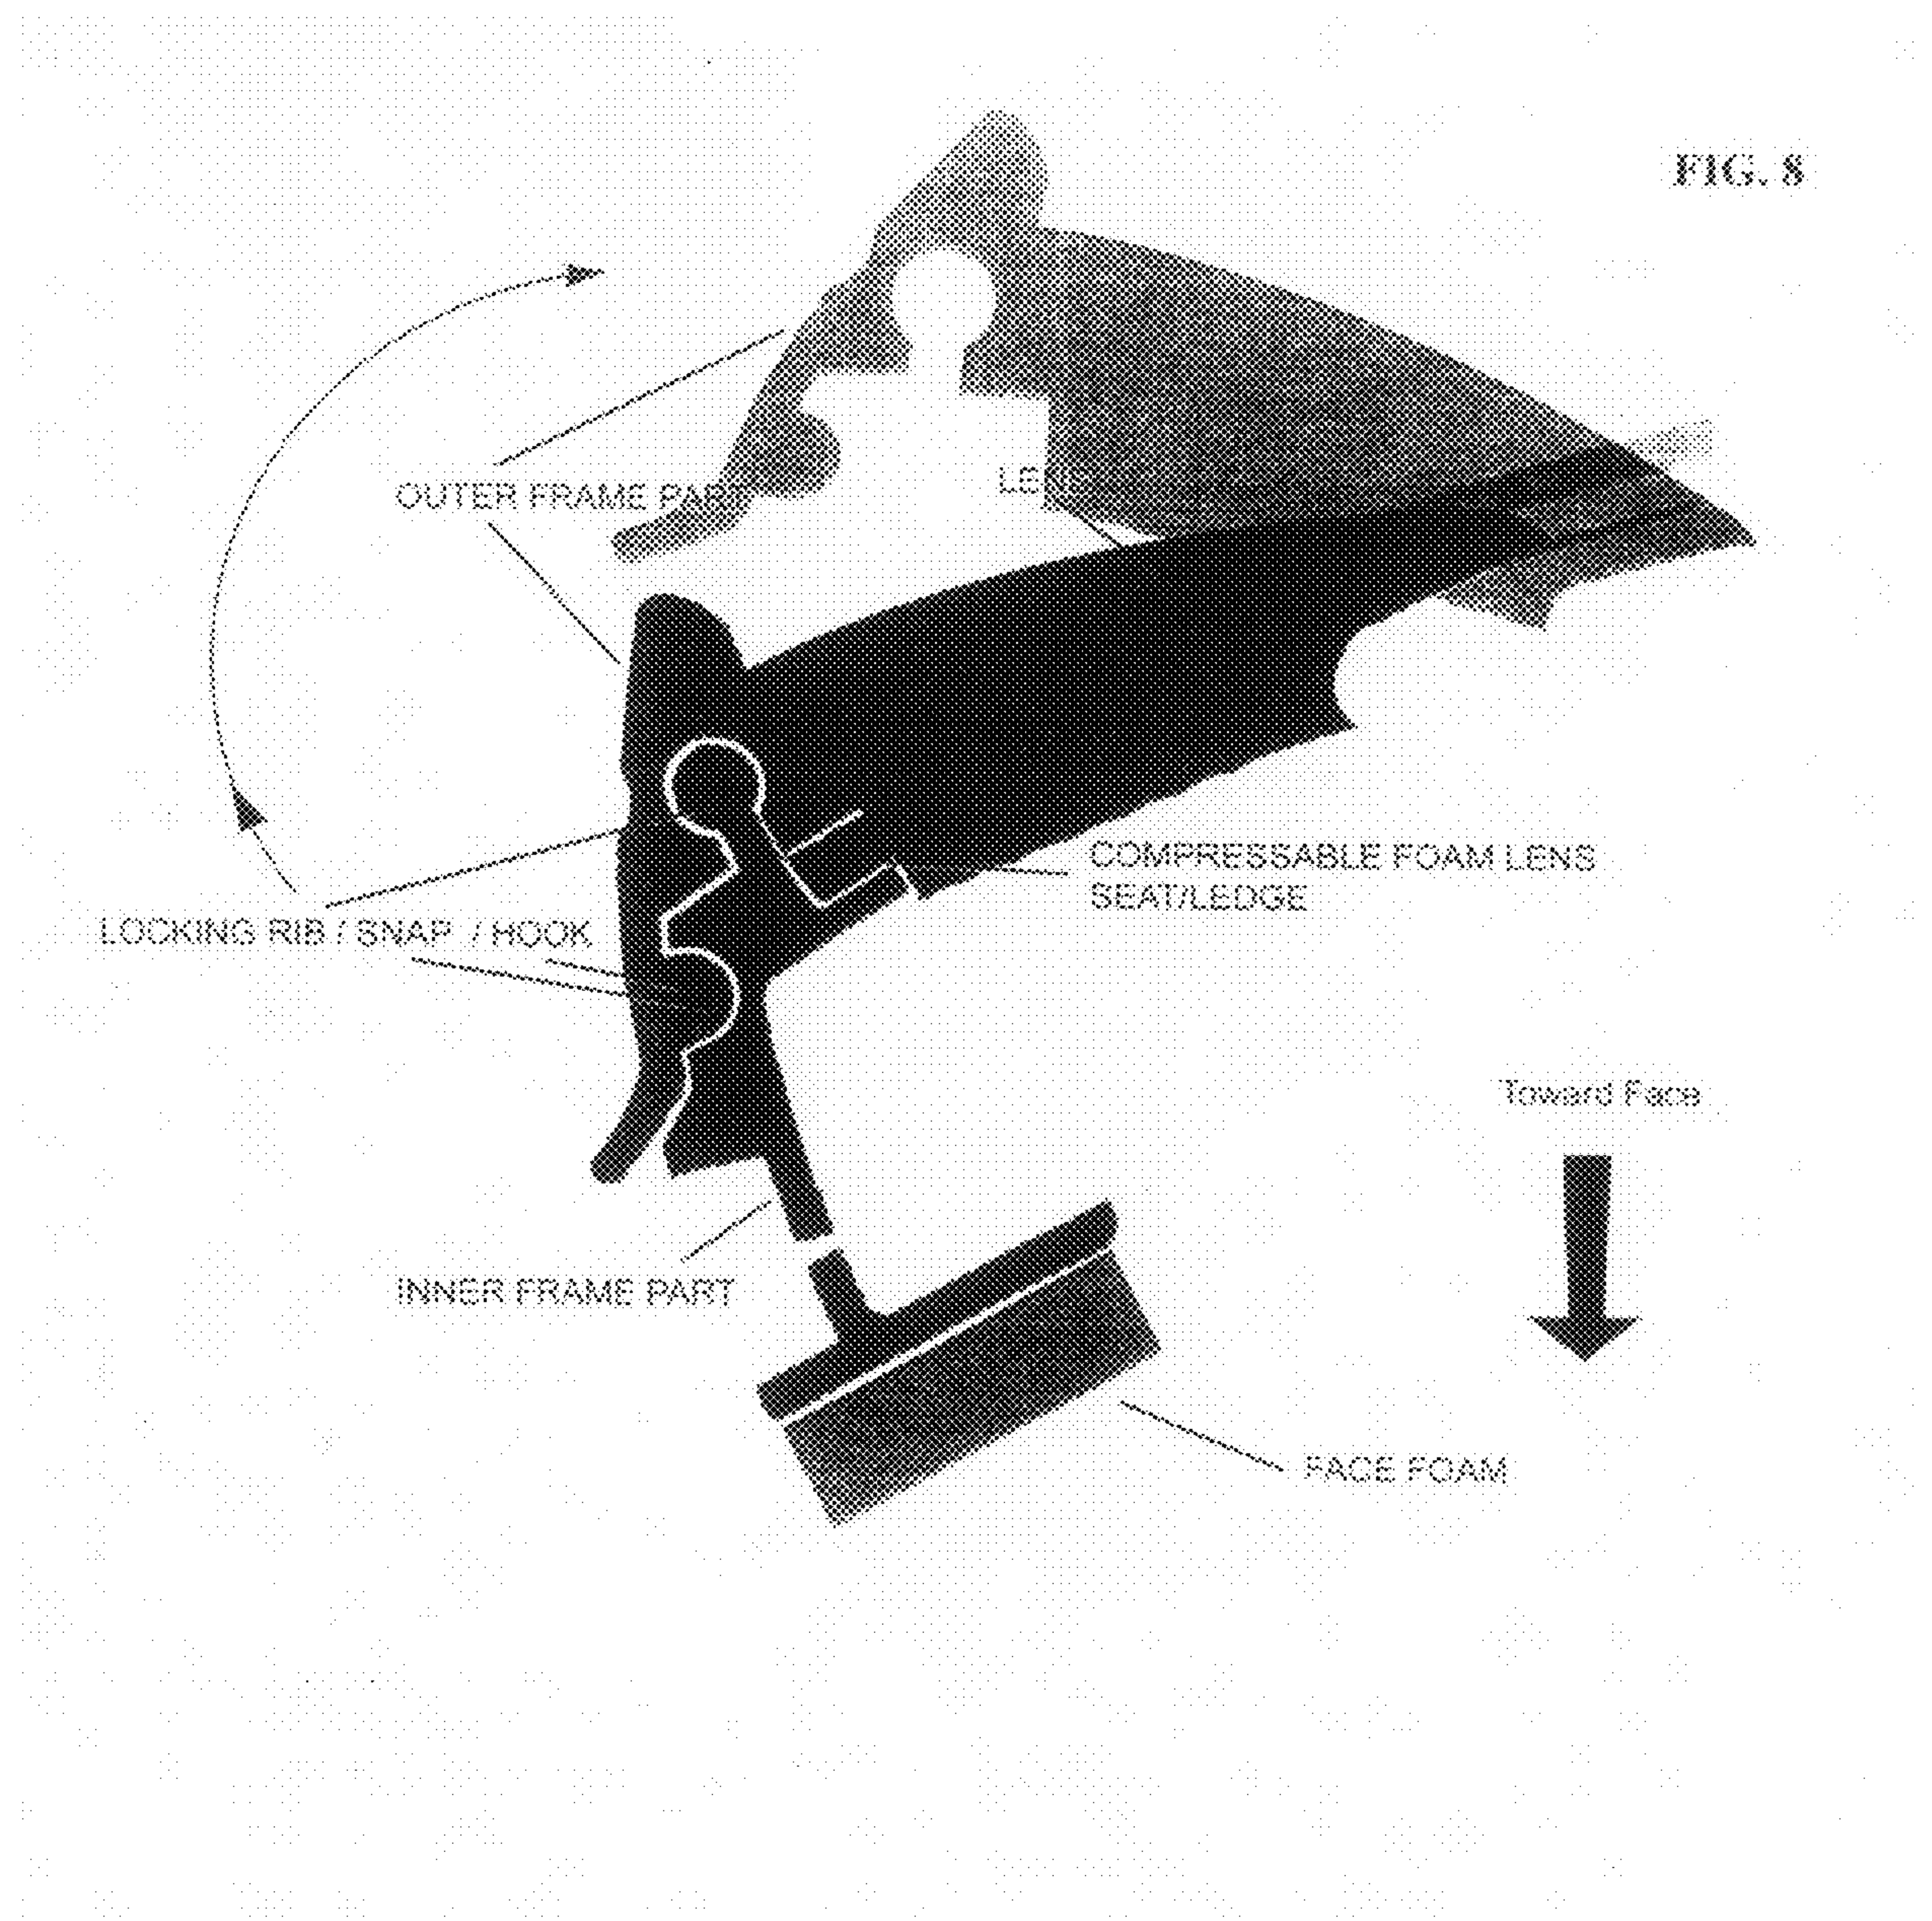 FIG. 8
OUTER FRAME PART
LEN
LOCKING RIB / SNAP / HOOK
COMPRESSABLE FOAM LENS
SEAT/LEDGE
Toward Face
INNER FRAME PART
FACE FOAM